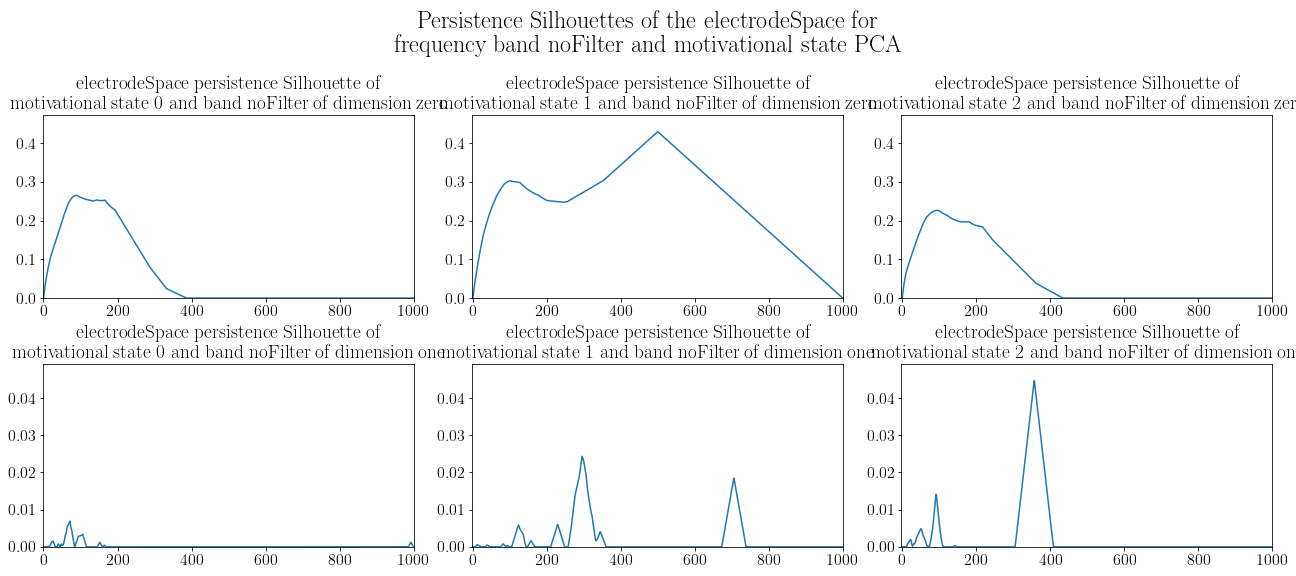 Persistence Silhouettes of the electrodeSpace for
frequency band noFilter and motivational state PCA
electrodeSpace persistence Silhouette of
motivational state 0 and band noFilter of dimension zero
electrodeSpace persistence Silhouette of
motivational state 1 and band noFilter of dimension zero
electrodeSpace persistence Silhouette of
motivational state 2 and band noFilter of dimension zer
0.4
0.3
0.2
0.1
0.0
0 200 400 600 800 1000
0.4
0.3
0.2
0.1
0.0
0 200 400 600 800 1000
0.4
0.3
0.2
0.1
0.0
0 200 400 600 800 1000
electrodeSpace persistence Silhouette of
motivational state 0 and band noFilter of dimension one
electrodeSpace persistence Silhouette of
motivational state 1 and band noFilter of dimension one
electrodeSpace persistence Silhouette of
motivational state 2 and band noFilter of dimension on
0.04
0.03
0.02
0.01
0.00
0 200 400 600 800 1000
0.04
0.03
0.02
0.01
0.00
0 200 400 600 800 1000
0.04
0.03
0.02
0.01
0.00
0 200 400 600 800 1000